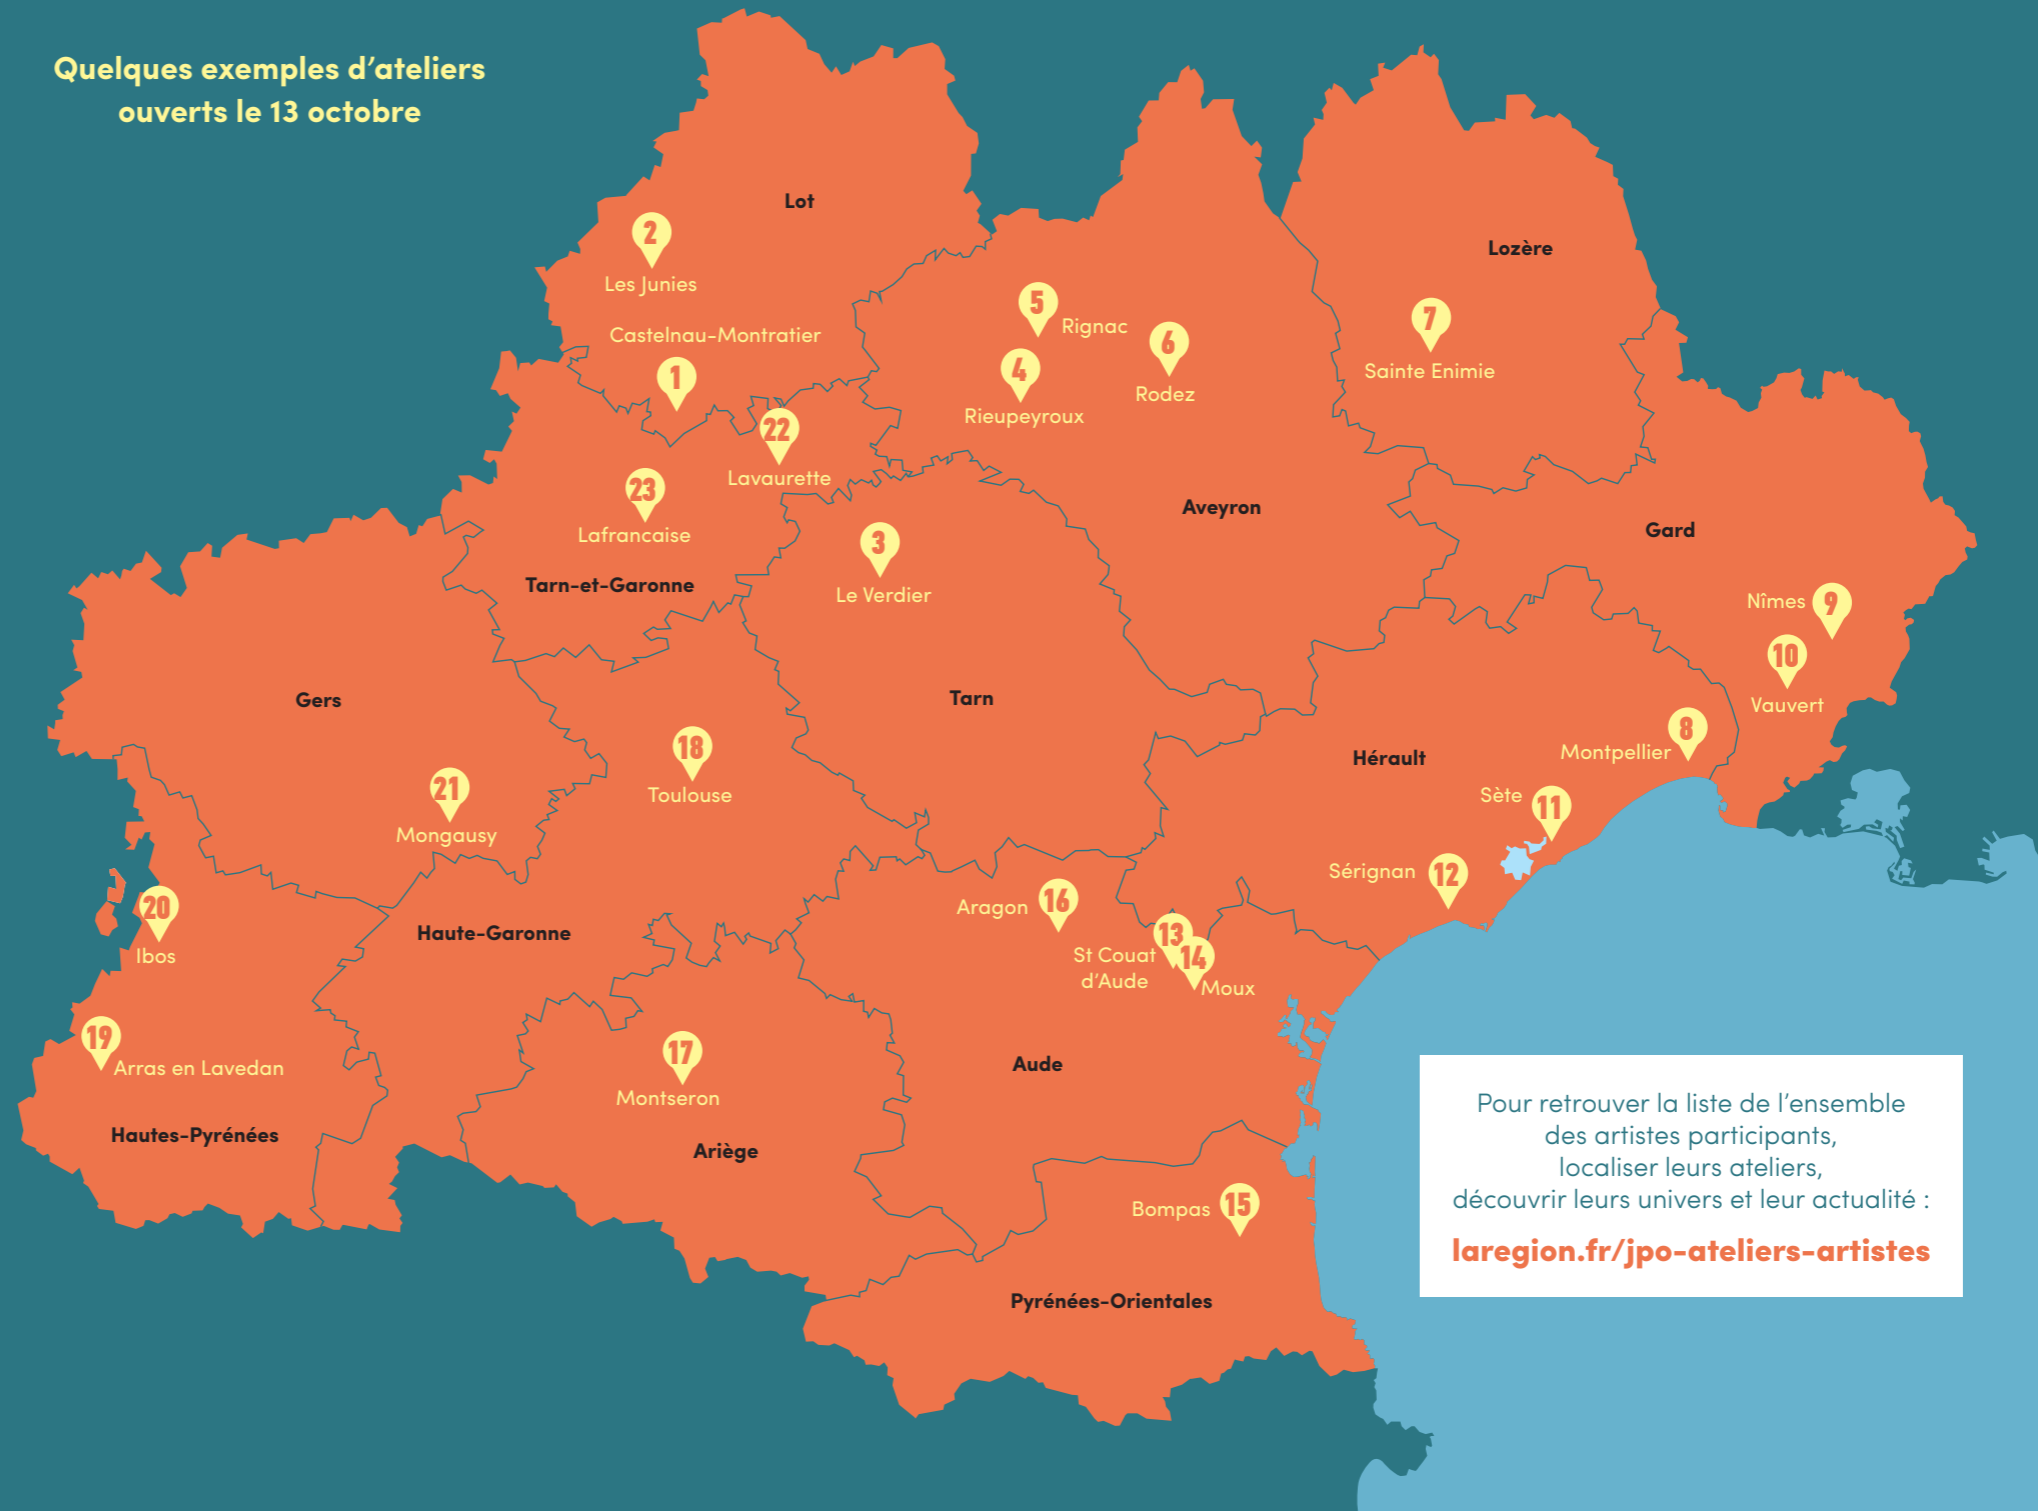 Quelques exemples d'ateliers
ouverts le 13 octobre
Lot
2
Les Junies
Castelnau-Montratier
1
5
Rignac
4
Rieupeyroux
6
Rodez
Lozère
7
Sainte Enimie
22
Lavaurette
23
Lafrancaise
Tarn-et-Garonne
3
Le Verdier
Aveyron
Gard
Nîmes
9
10
Vauvert
Gers
Tarn
18
Toulouse
21
Mongausy
Hérault
8
Montpellier
Sète
11
Sérignan
12
20
Ibos
Haute-Garonne
Aragon
16
13
St Couat
d'Aude
14
Moux
19
Arras en Lavedan
Hautes-Pyrénées
17
Montseron
Ariège
Aude
Bompas
15
Pyrénées-Orientales
Pour retrouver la liste de l'ensemble
des artistes participants,
localiser leurs ateliers,
découvrir leurs univers et leur actualité :
laregion.fr/jpo-ateliers-artistes